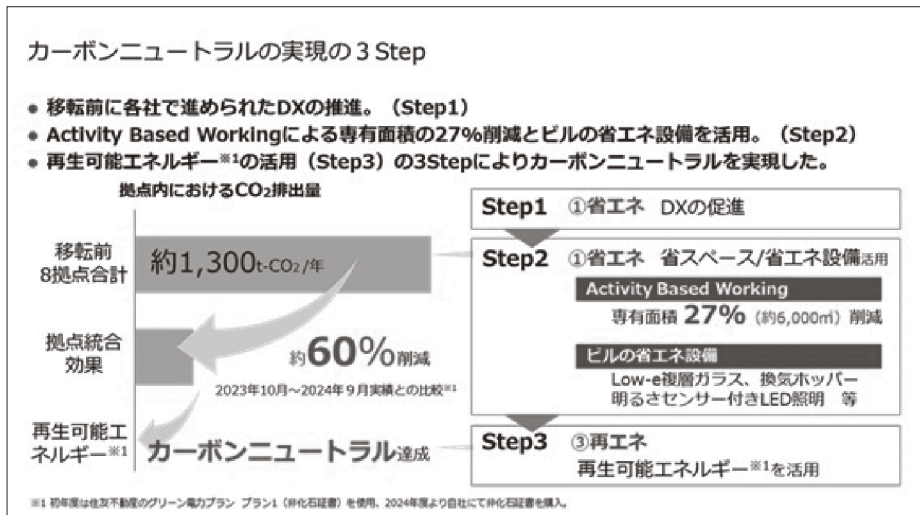 カーボンニュートラルの実現の3 Step
● 移転前に各社で進められたDXの推進。（Step1）
● Activity Based Workingによる専有面積の27%削減とビルの省エネ設備を活用。（Step2）
● 再生可能エネルギー※1の活用（Step3）の3Stepによりカーボンニュートラルを実現した。
拠点内におけるCO₂排出量
移転前
8拠点合計
約1,300t-CO₂/年
拠点統合
効果
約60%削減
2023年10月～2024年9月実績との比較※1
再生可能エ
ネルギー※1
カーボンニュートラル達成
Step1 ①省エネ DXの促進
Step2 ①省エネ 省スペース/省エネ設備活用
Activity Based Working
専有面積 27%（約6,000㎡）削減
ビルの省エネ設備
Low-e複層ガラス、換気ホッパー
明るさセンサー付きLED照明 等
Step3 ③再エネ
再生可能エネルギー※1を活用
※1 初年度は住友不動産のグリーン電力プラン プラン1（非化石証書）を使用、2024年度より自社にて非化石証書を購入。